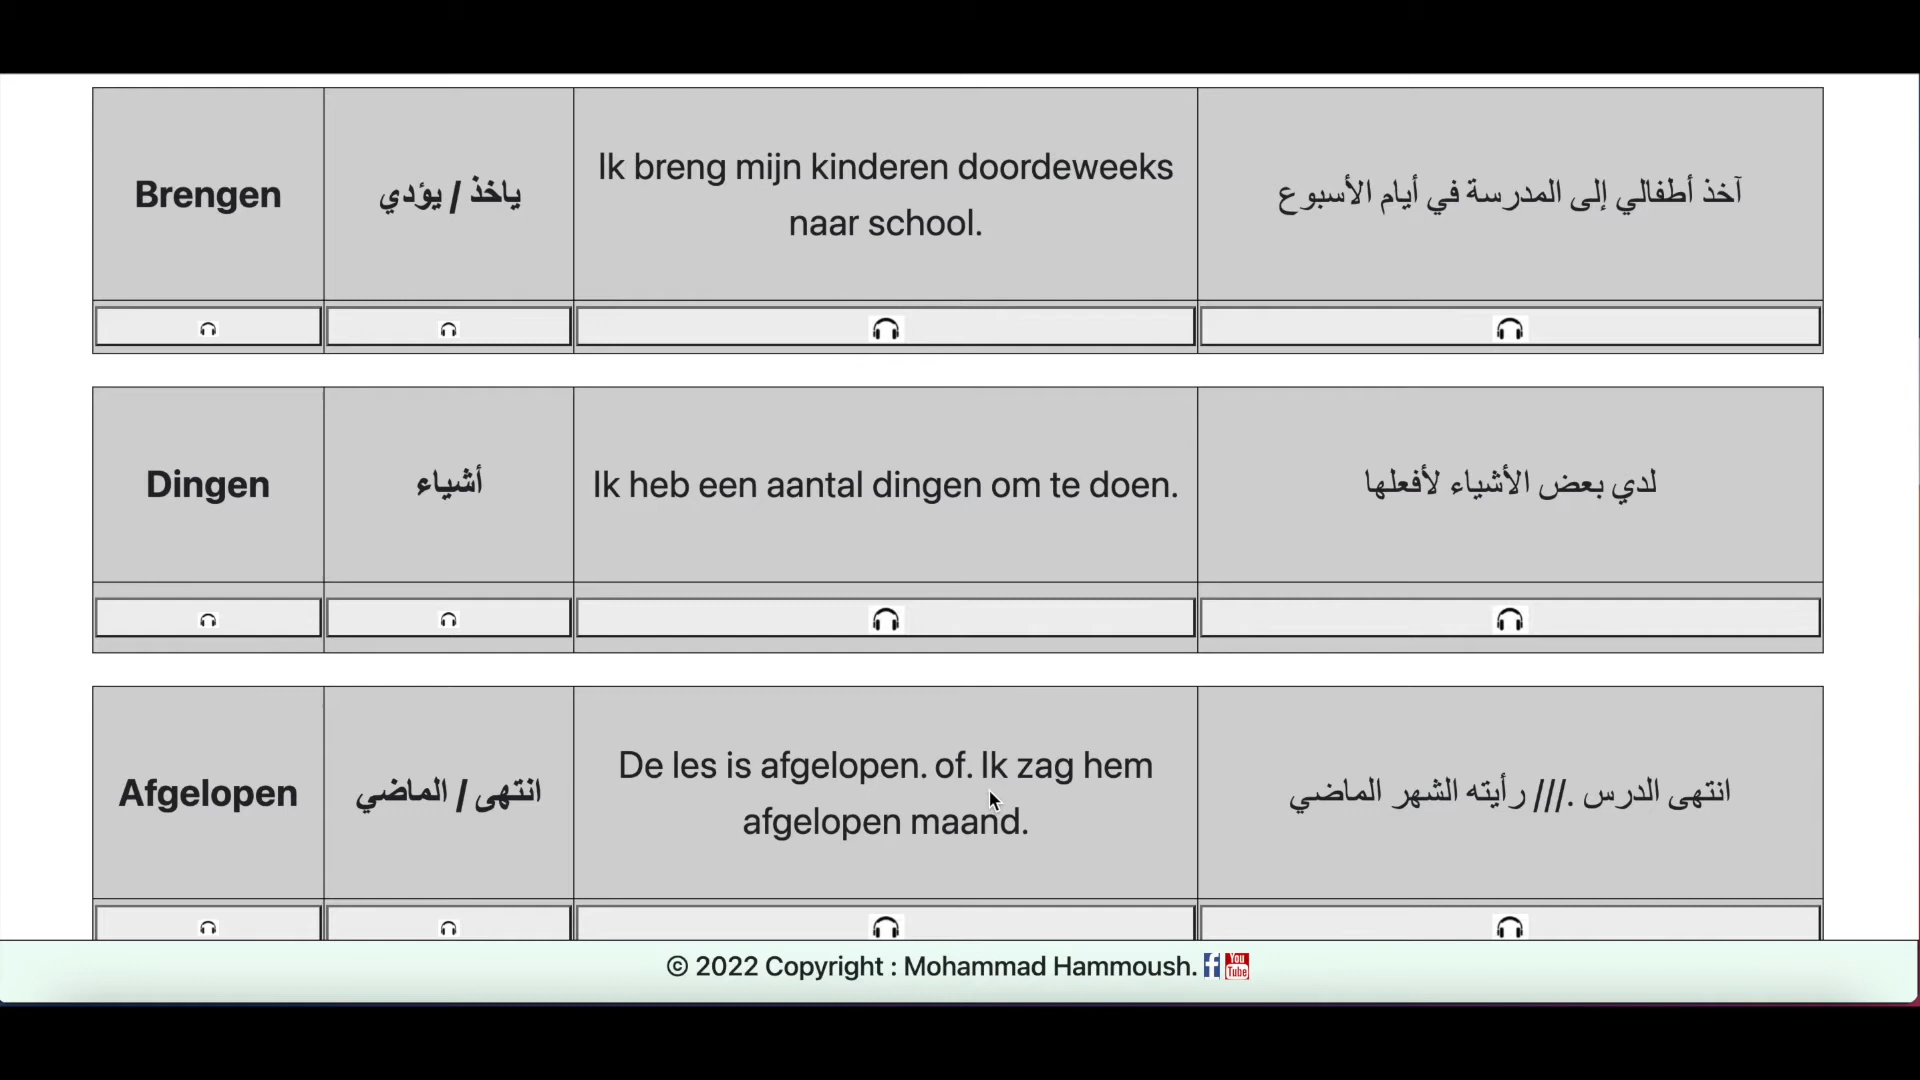 Brengen
ياخذ / يؤدي
Ik breng mijn kinderen doordeweeks
naar school.
آخذ أطفالي إلى المدرسة في أيام الأسبوع
Dingen
أشياء
Ik heb een aantal dingen om te doen.
لدي بعض الأشياء لأفعلها
Afgelopen
انتهى / الماضي
De les is afgelopen. of. Ik zag hem
afgelopen maand.
انتهى الدرس ./// رأيته الشهر الماضي
© 2022 Copyright : Mohammad Hammoush. f You Tube